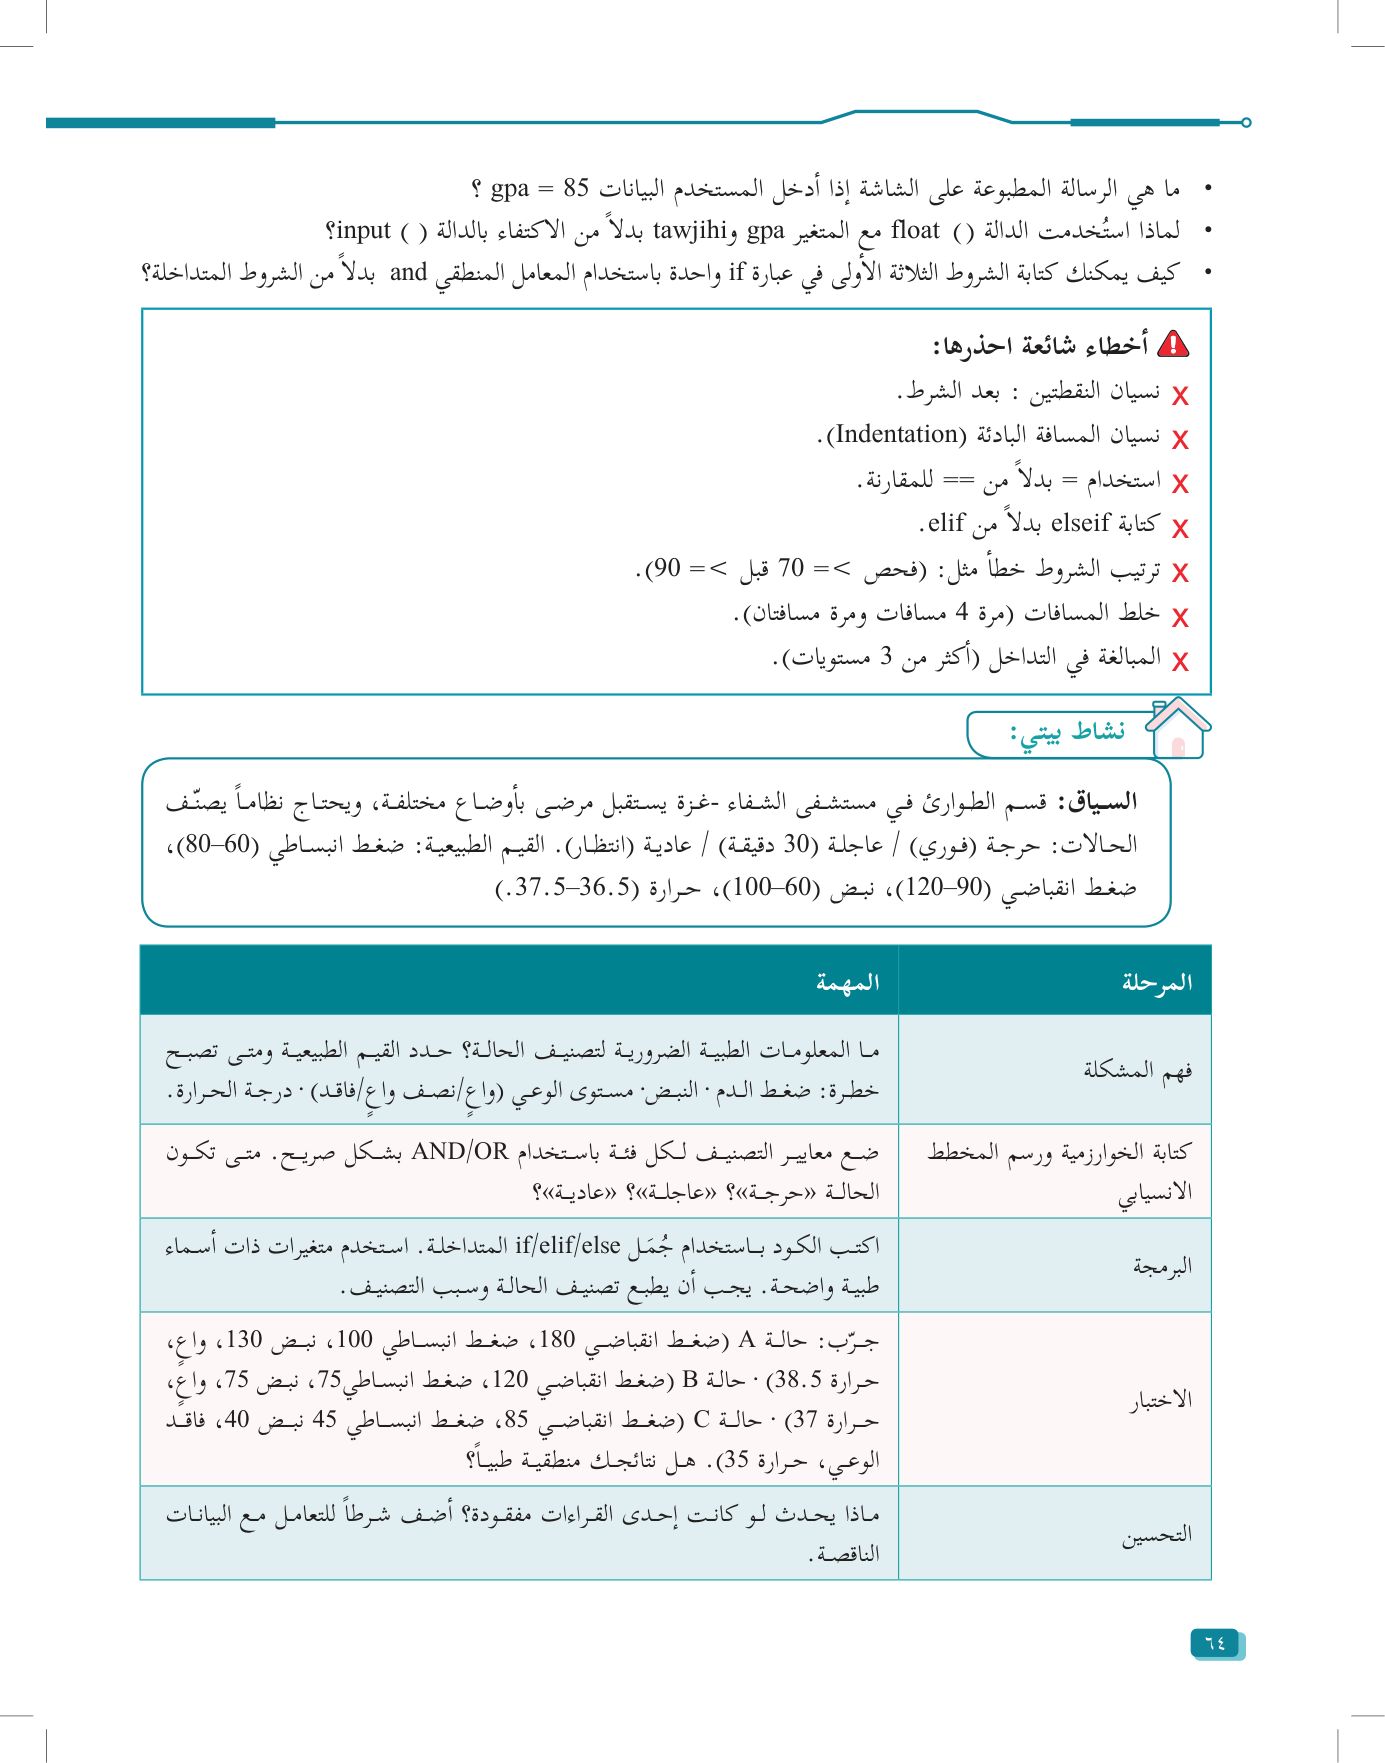 • ما هي الرسالة المطبوعة على الشاشة إذا أدخل المستخدم البيانات gpa = 85 ؟
• لماذا استُخدمت الدالة float () مع المتغير gpa وtawjihi بدلاً من الاكتفاء بالدالة input ( )؟
• كيف يمكنك كتابة الشروط الثلاثة الأولى في عبارة if واحدة باستخدام المعامل المنطقي and بدلاً من الشروط المتداخلة؟
أخطاء شائعة احذرها:
X نسيان النقطتين : بعد الشرط.
X نسيان المسافة البادئة (Indentation).
X استخدام = بدلاً من == للمقارنة.
X كتابة elseif بدلاً من elif.
X ترتيب الشروط خطأ مثل: (فحص >= 70 قبل >= 90).
X خلط المسافات (مرة 4 مسافات ومرة مسافتان).
X المبالغة في التداخل (أكثر من 3 مستويات).
نشاط بيتي:
السياق: قسم الطوارئ في مستشفى الشفاء -غزة يستقبل مرضى بأوضاع مختلفة، ويحتاج نظاماً يصنّف
الحالات: حرجة (فوري) / عاجلة (30 دقيقة) / عادية (انتظار). القيم الطبيعية: ضغط انبساطي (60–80)،
ضغط انقباضي (90–120)، نبض (60–100)، حرارة (36.5–37.5.)
المرحلة
المهمة
فهم المشكلة
ما المعلومات الطبية الضرورية لتصنيف الحالة؟ حدد القيم الطبيعية ومتى تصبح
خطرة: ضغط الدم · النبض· مستوى الوعي (واعٍ/نصف واعٍ/فاقد) · درجة الحرارة.
كتابة الخوارزمية ورسم المخطط
الانسيابي
ضع معايير التصنيف لكل فئة باستخدام AND/OR بشكل صريح. متى تكون
الحالة «حرجة»؟ «عاجلة»؟ «عادية»؟
البرمجة
اكتب الكود باستخدام جُمَل if/elif/else المتداخلة. استخدم متغيرات ذات أسماء
طبية واضحة. يجب أن يطبع تصنيف الحالة وسبب التصنيف.
الاختبار
جرّب: حالة A (ضغط انقباضي 180، ضغط انبساطي 100، نبض 130، واعٍ،
حرارة 38.5) · حالة B (ضغط انقباضي 120، ضغط انبساطي75، نبض 75، واعٍ،
حرارة 37) · حالة C (ضغط انقباضي 85، ضغط انبساطي 45 نبض 40، فاقد
الوعي، حرارة 35). هل نتائجك منطقية طبياً؟
التحسين
ماذا يحدث لو كانت إحدى القراءات مفقودة؟ أضف شرطاً للتعامل مع البيانات
الناقصة.
٦٤